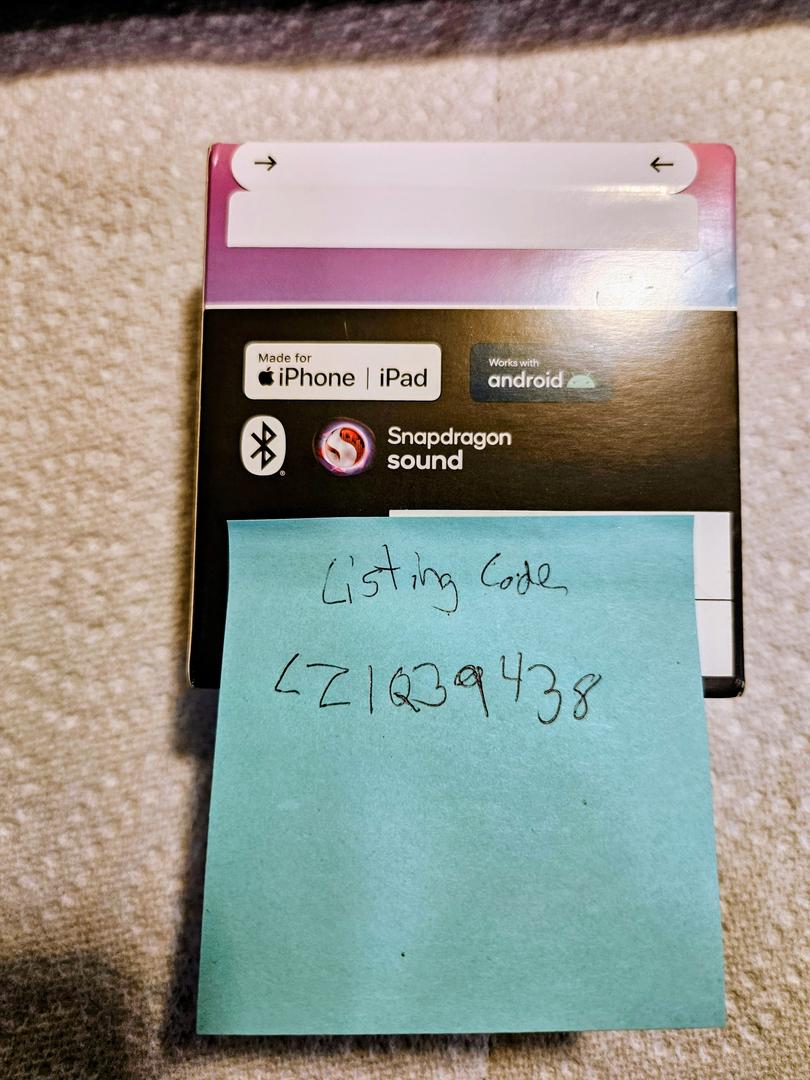 → ←
Made for
iPhone | iPad
Works with
android
Snapdragon
sound
Listing Code
LZ1Q39438